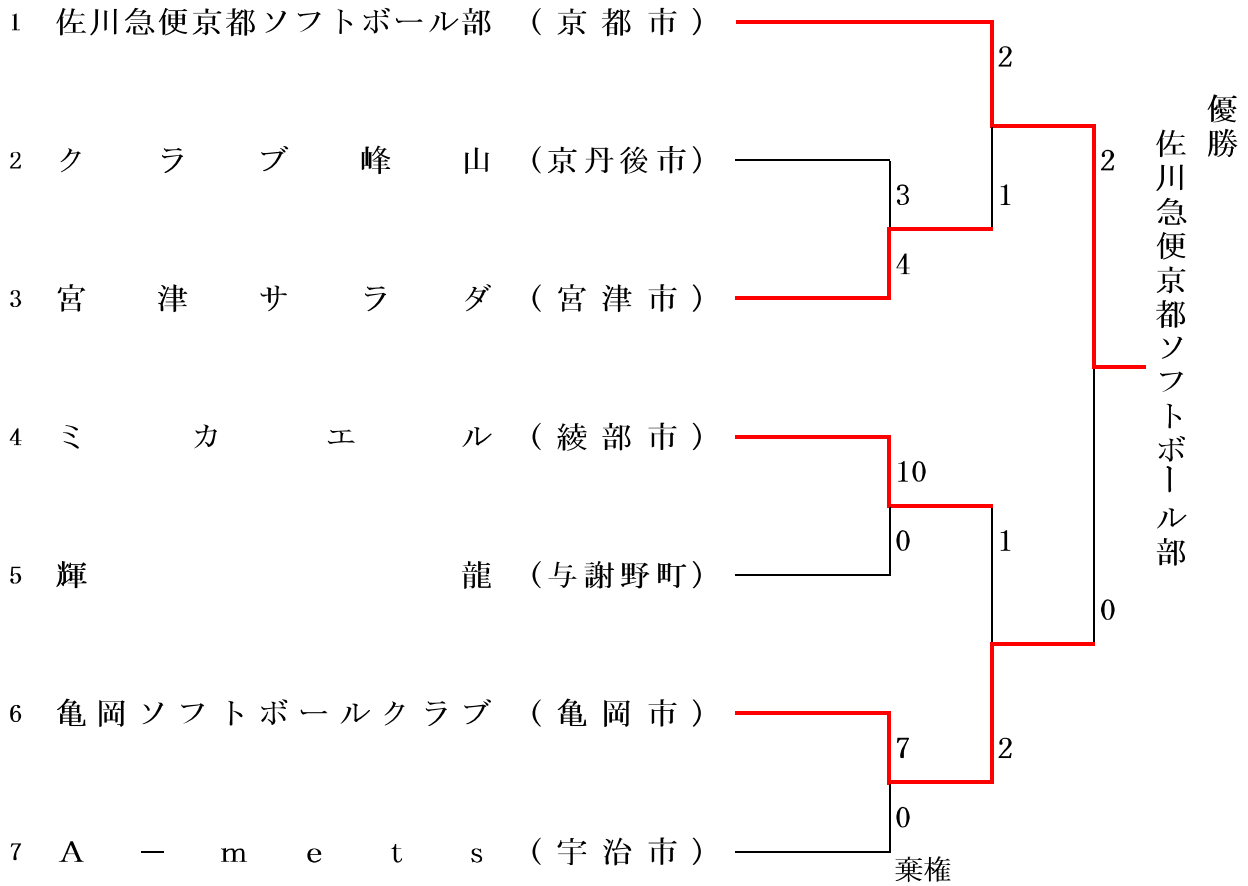 1 佐川急便京都ソフトボール部 (京都市)
2 クラブ峰山 (京丹後市)
3 宮津サラダ (宮津市)
4 ミカエル (綾部市)
5 輝龍 (与謝野町)
6 亀岡ソフトボールクラブ (亀岡市)
7 A－mets (宇治市)
2
3
1
4
10
0
1
7
2
0
棄権
2
0
優勝
佐川急便京都ソフトボール部